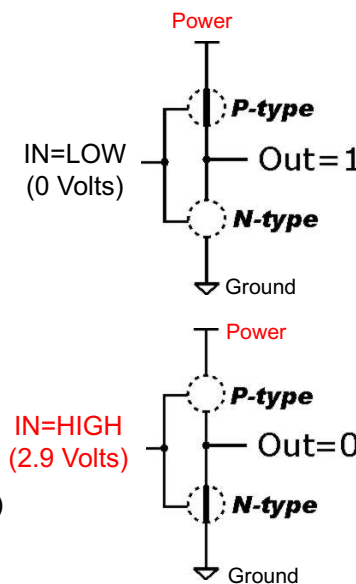 Power
P-type
IN=LOW
(0 Volts)
Out=1
N-type
Ground
Power
P-type
IN=HIGH
(2.9 Volts)
Out=0
)
N-type
Ground